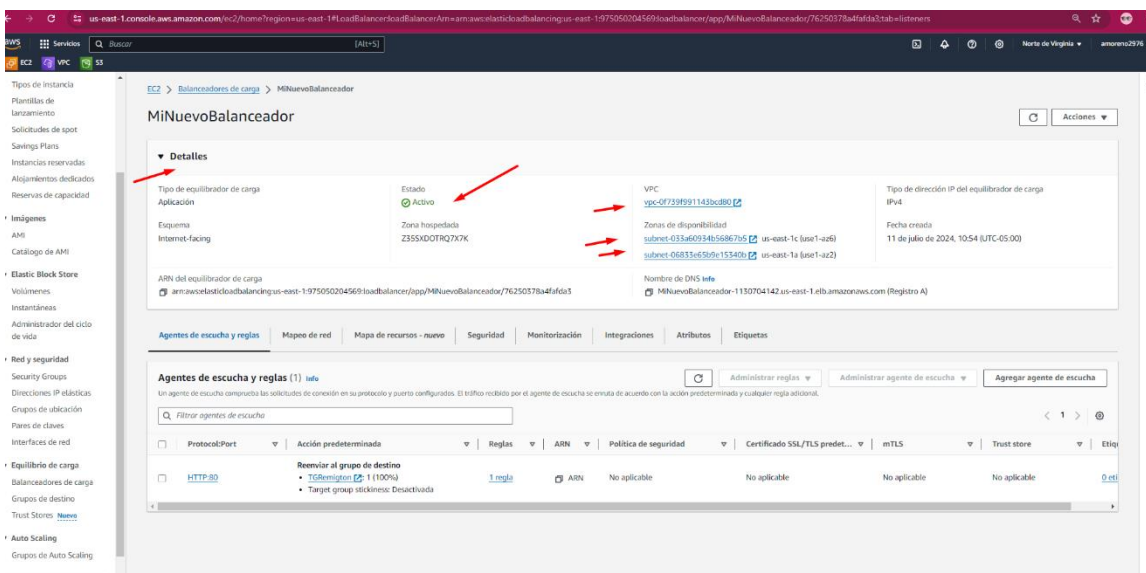 us-east-1.console.aws.amazon.com/ec2/home?region=us-east-1#LoadBalancer:loadBalancerArn=arn:aws:elasticloadbalancing:us-east-1:975050204569:loadbalancer/app/MiNuevoBalanceador/76250378a4fafda3;tab=listeners
aws Servicios Buscar [Alt+S] Norte de Virginia amoreno2976
EC2 VPC S3
Tipos de instancia
Plantillas de lanzamiento
Solicitudes de spot
Savings Plans
Instancias reservadas
Alojamientos dedicados
Reservas de capacidad
Imágenes
AMI
Catálogo de AMI
Elastic Block Store
Volúmenes
Instantáneas
Administrador del ciclo de vida
Red y seguridad
Security Groups
Direcciones IP elásticas
Grupos de ubicación
Pares de claves
Interfaces de red
Equilibrio de carga
Balanceadores de carga
Grupos de destino
Trust Stores Nuevo
Auto Scaling
Grupos de Auto Scaling
EC2 > Balanceadores de carga > MiNuevoBalanceador
MiNuevoBalanceador
Acciones
Detalles
Tipo de equilibrador de carga
Aplicación
Estado
Activo
VPC
vpc-0f739f991143bcd80
Tipo de dirección IP del equilibrador de carga
IPv4
Esquema
Internet-facing
Zona hospedada
Z35SXDOTRQ7X7K
Zonas de disponibilidad
subnet-033a60934b56867b5 us-east-1c (use1-az6)
subnet-06833e65b9e15340b us-east-1a (use1-az2)
Fecha creada
11 de julio de 2024, 10:54 (UTC-05:00)
ARN del equilibrador de carga
arn:aws:elasticloadbalancing:us-east-1:975050204569:loadbalancer/app/MiNuevoBalanceador/76250378a4fafda3
Nombre de DNS Info
MiNuevoBalanceador-1130704142.us-east-1.elb.amazonaws.com (Registro A)
Agentes de escucha y reglas Mapeo de red Mapa de recursos - nuevo Seguridad Monitorización Integraciones Atributos Etiquetas
Agentes de escucha y reglas (1) Info
Administrar reglas Administrar agente de escucha Agregar agente de escucha
Un agente de escucha comprueba las solicitudes de conexión en su protocolo y puerto configurados. El tráfico recibido por el agente de escucha se enruta de acuerdo con la acción predeterminada y cualquier regla adicional.
Filtrar agentes de escucha
< 1 >
Protocol:Port Acción predeterminada Reglas ARN Política de seguridad Certificado SSL/TLS predet... mTLS Trust store Etiq
Reenviar al grupo de destino
HTTP:80 • TGRemigton : 1 (100%) 1 regla ARN No aplicable No aplicable No aplicable No aplicable 0 eti
• Target group stickiness: Desactivada